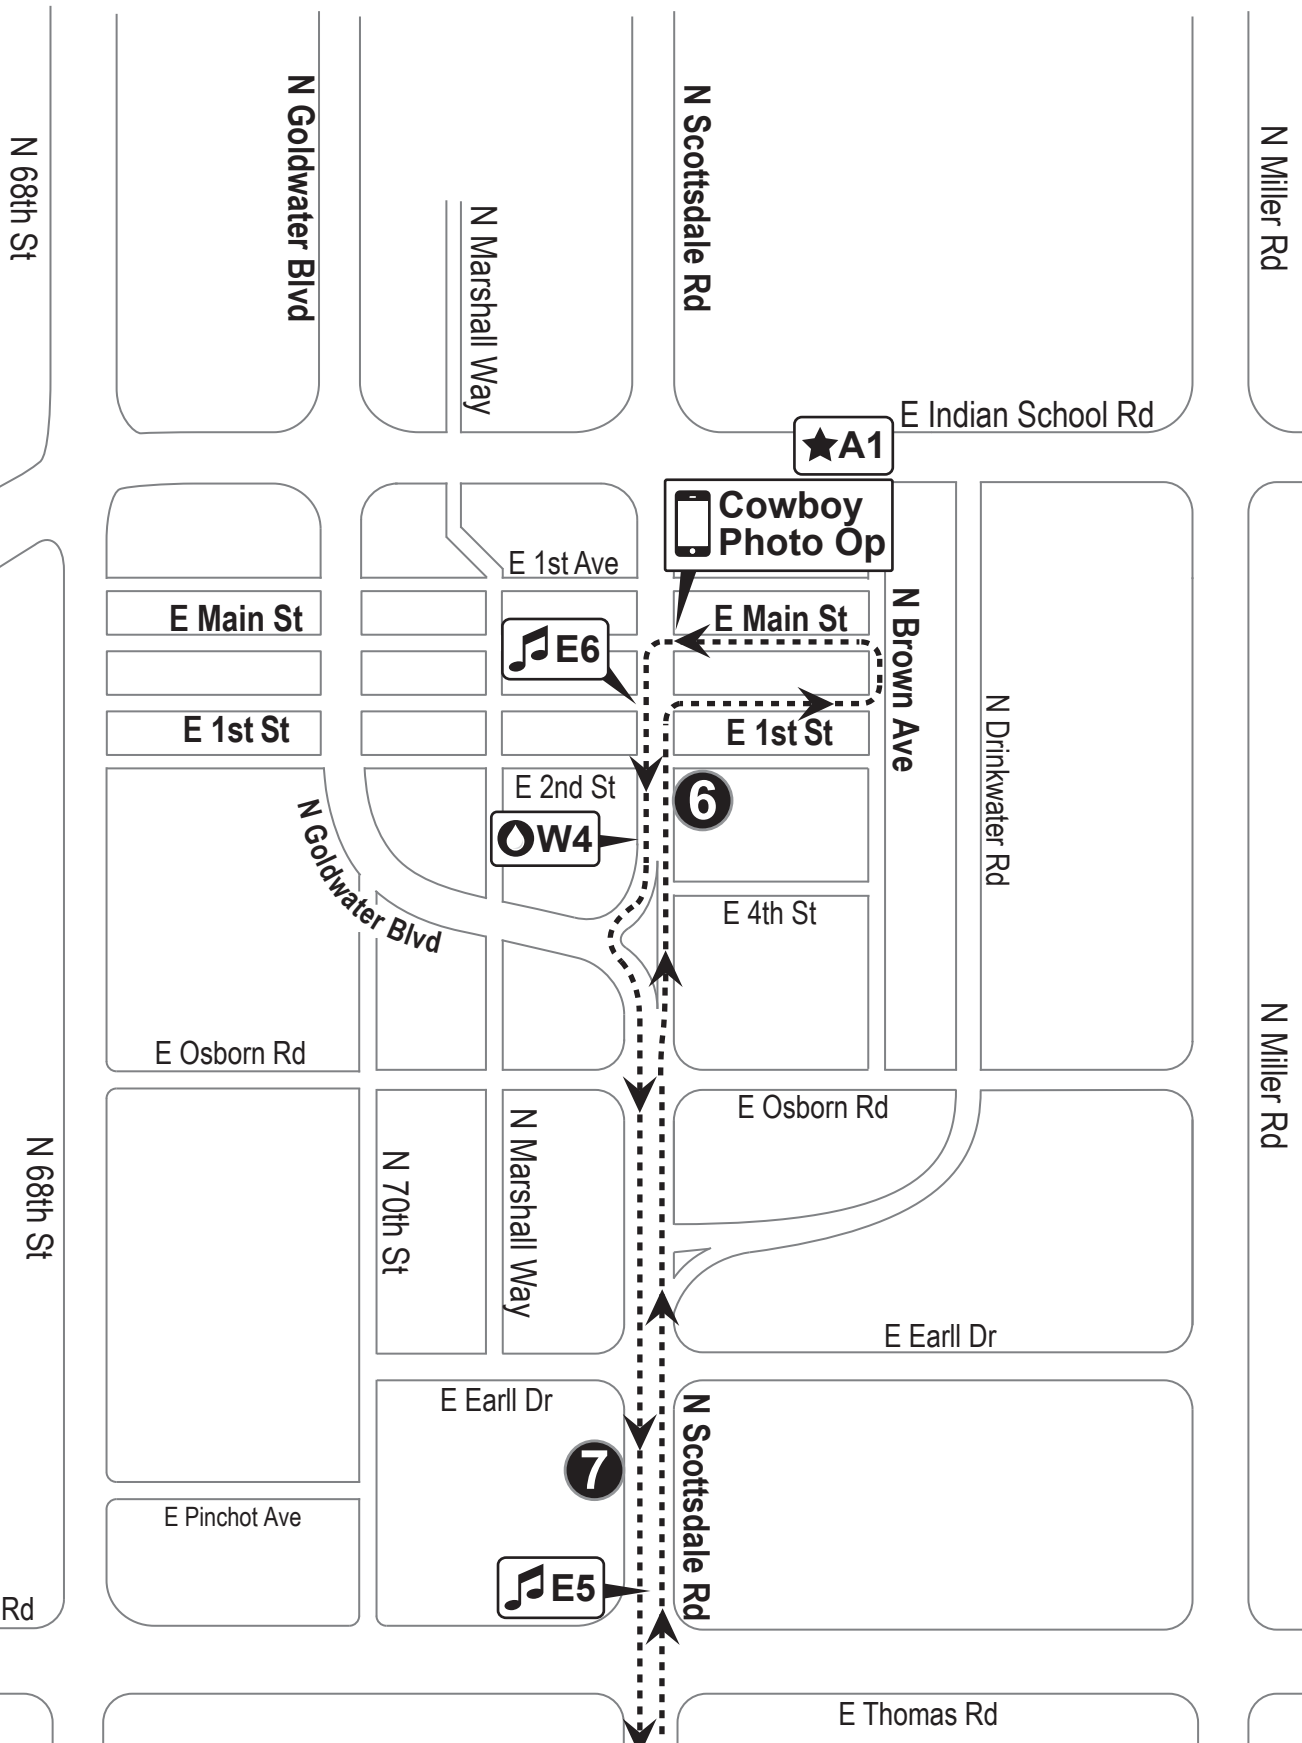 N 68th St
N Goldwater Blvd
N Marshall Way
N Scottsdale Rd
N Miller Rd
E Indian School Rd
A1
Cowboy
Photo Op
E 1st Ave
E Main St
E Main St
N Brown Ave
E6
E 1st St
E 1st St
N Drinkwater Rd
E 2nd St
6
W4
N Goldwater Blvd
E 4th St
E Osborn Rd
N Miller Rd
E Osborn Rd
N 68th St
N 70th St
N Marshall Way
E Earll Dr
E Earll Dr
N Scottsdale Rd
7
E Pinchot Ave
E5
Rd
E Thomas Rd